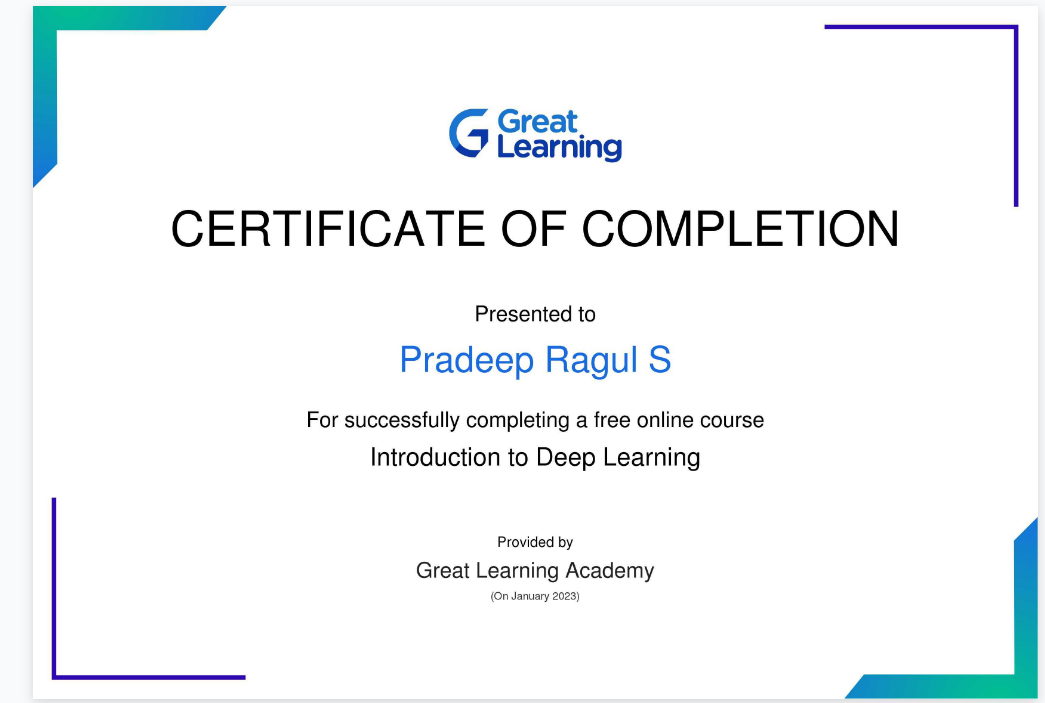 Great
Learning
CERTIFICATE OF COMPLETION
Presented to
Pradeep Ragul S
For successfully completing a free online course
Introduction to Deep Learning
Provided by
Great Learning Academy
(On January 2023)